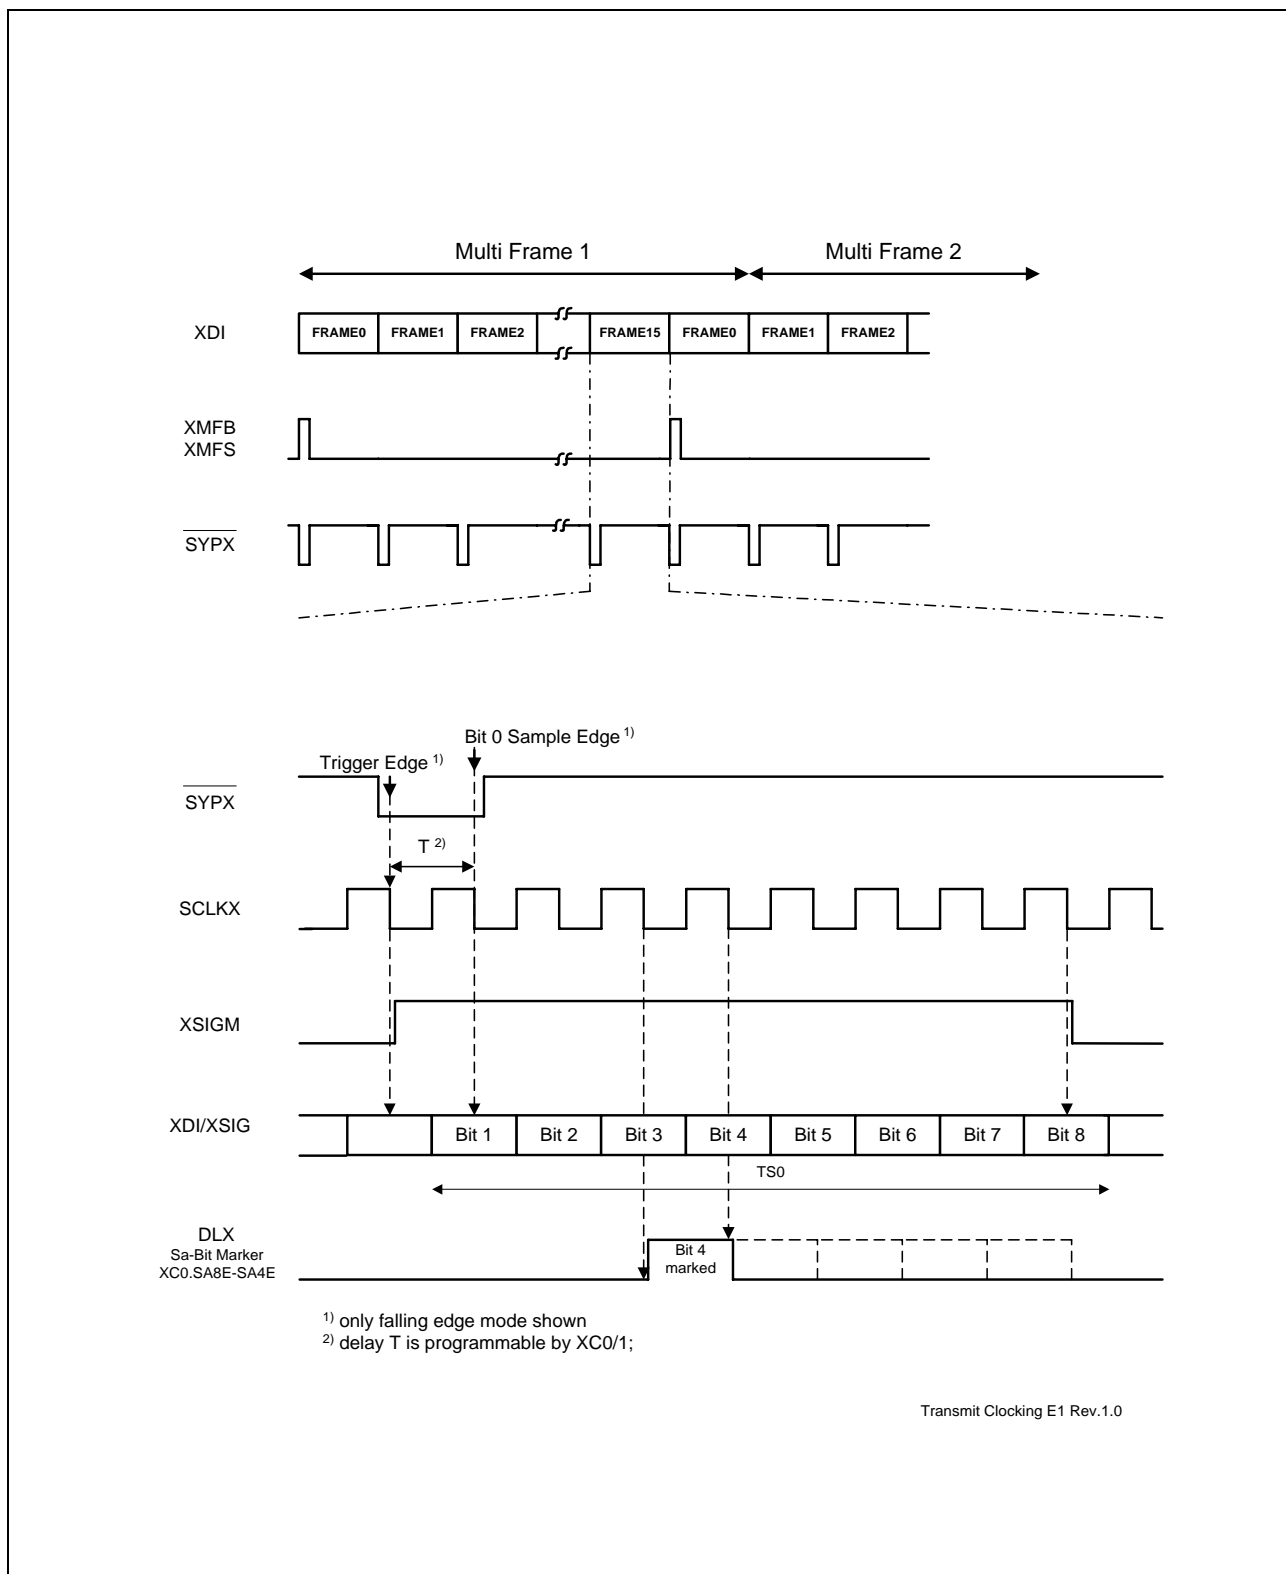 Multi Frame 1 Multi Frame 2
XDI FRAME0 FRAME1 FRAME2 FRAME15 FRAME0 FRAME1 FRAME2
XMFB
XMFS
SYPX
Bit 0 Sample Edge 1)
Trigger Edge 1)
SYPX
T 2)
SCLKX
XSIGM
XDI/XSIG Bit 1 Bit 2 Bit 3 Bit 4 Bit 5 Bit 6 Bit 7 Bit 8
TS0
DLX
Sa-Bit Marker
XC0.SA8E-SA4E
Bit 4
marked
1) only falling edge mode shown
2) delay T is programmable by XC0/1;
Transmit Clocking E1 Rev.1.0